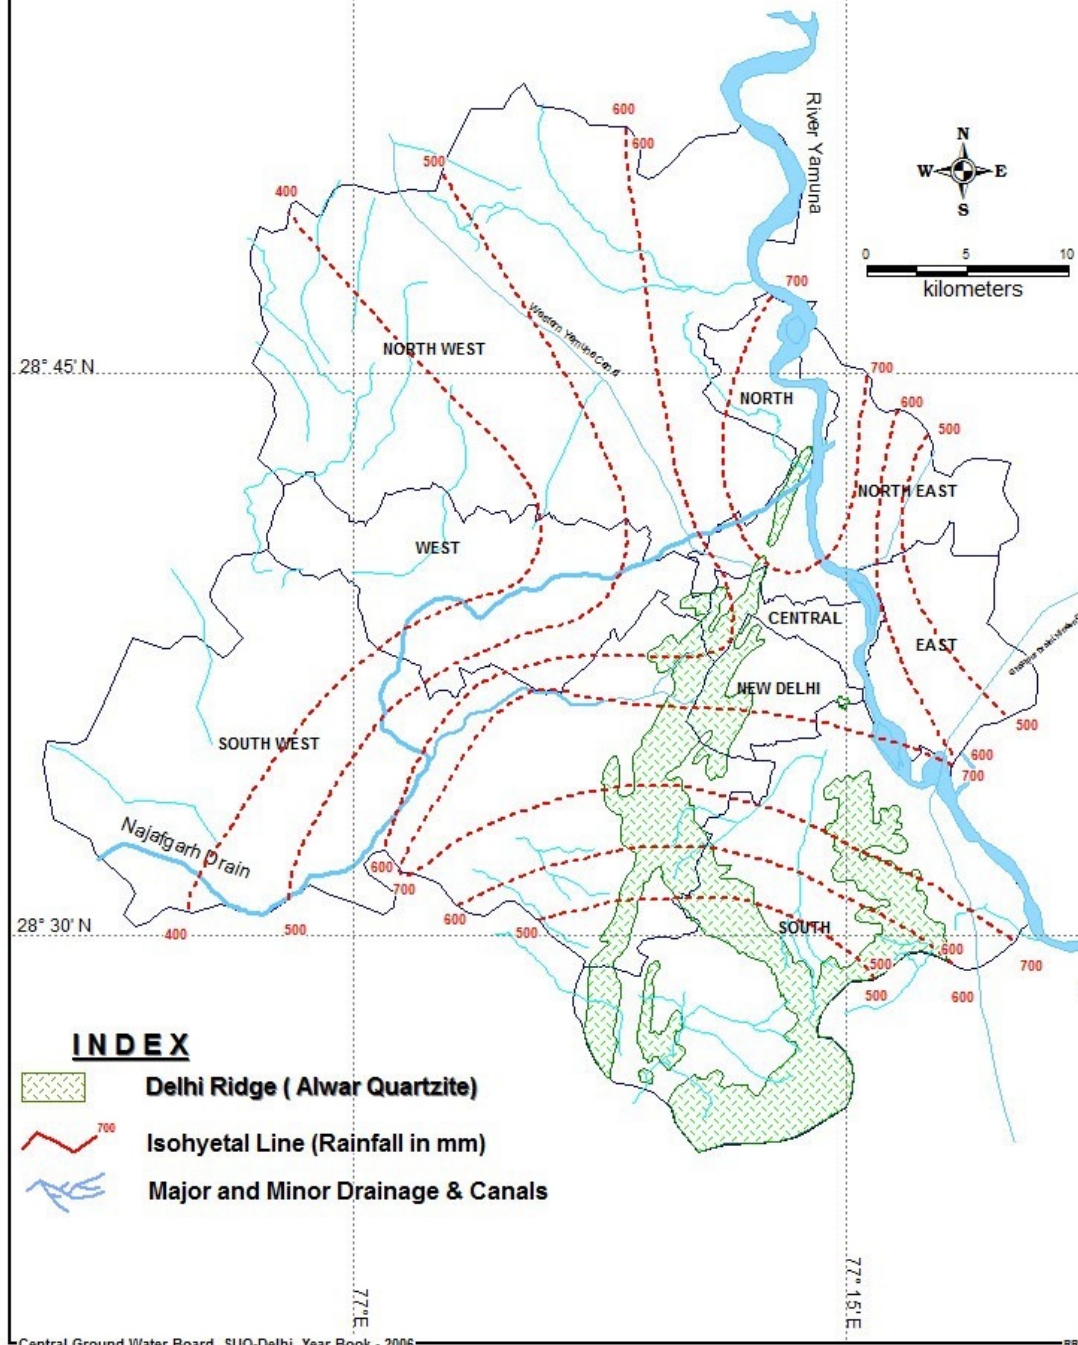 600
600
River Yamuna
N
W E
S
500
400
0 5 10
kilometers
700
Western Yamuna Canal
NORTH WEST
28° 45' N
700
NORTH
600
500
NORTH EAST
WEST
CENTRAL
EAST
NEW DELHI
500
SOUTH WEST
600
700
Najafgarh Drain
600
700
600
28° 30' N
400
500
500
SOUTH
600
500
700
500
600
INDEX
Delhi Ridge ( Alwar Quartzite)
700
Isohyetal Line (Rainfall in mm)
Major and Minor Drainage & Canals
77°E
77° 15'E
Central Ground Water Board, SUO-Delhi, Year Book - 2006